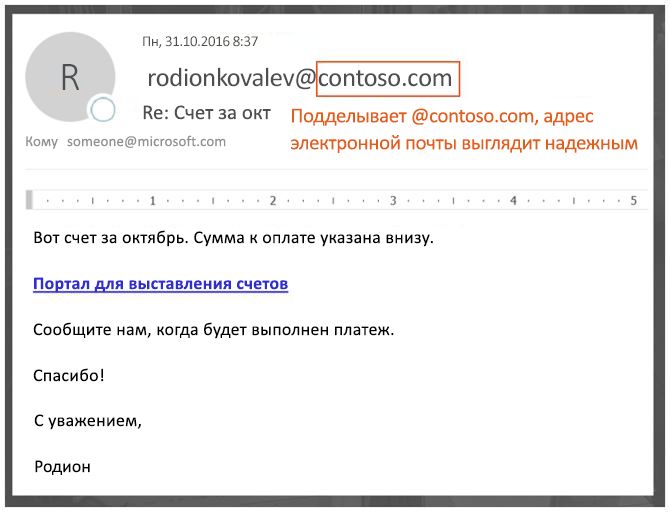 Пн, 31.10.2016 8:37
R
rodionkovalev@contoso.com
Re: Счет за окт
Подделывает @contoso.com, адрес
электронной почты выглядит надежным
Кому someone@microsoft.com
1 2 3 4 5
Вот счет за октябрь. Сумма к оплате указана внизу.
Портал для выставления счетов
Сообщите нам, когда будет выполнен платеж.
Спасибо!
С уважением,
Родион